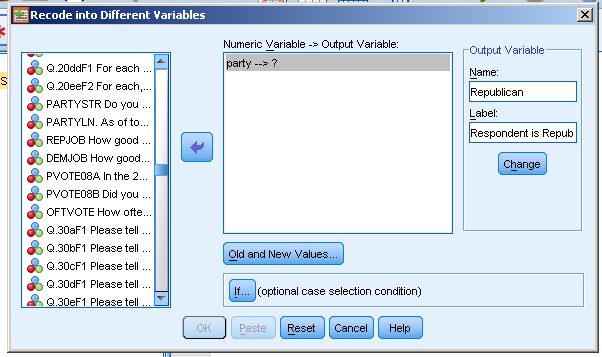 Recode into Different Variables
Q.20ddF1 For each ...
Q.20eeF2 For each,...
PARTYSTR Do you ...
PARTYLN. As of to...
REPJOB How good...
DEMJOB How good...
PVOTE08A In the 2...
PVOTE08B Did you ...
OFTVOTE How ofte...
Q.30aF1 Please tell ...
Q.30bF1 Please tell ...
Q.30cF1 Please tell ...
Q.30dF1 Please tell ...
Q.30eF1 Please tell ...
Numeric Variable -> Output Variable:
party --> ?
Output Variable
Name:
Republican
Label:
Respondent is Repub
Change
Old and New Values...
If... (optional case selection condition)
OK Paste Reset Cancel Help